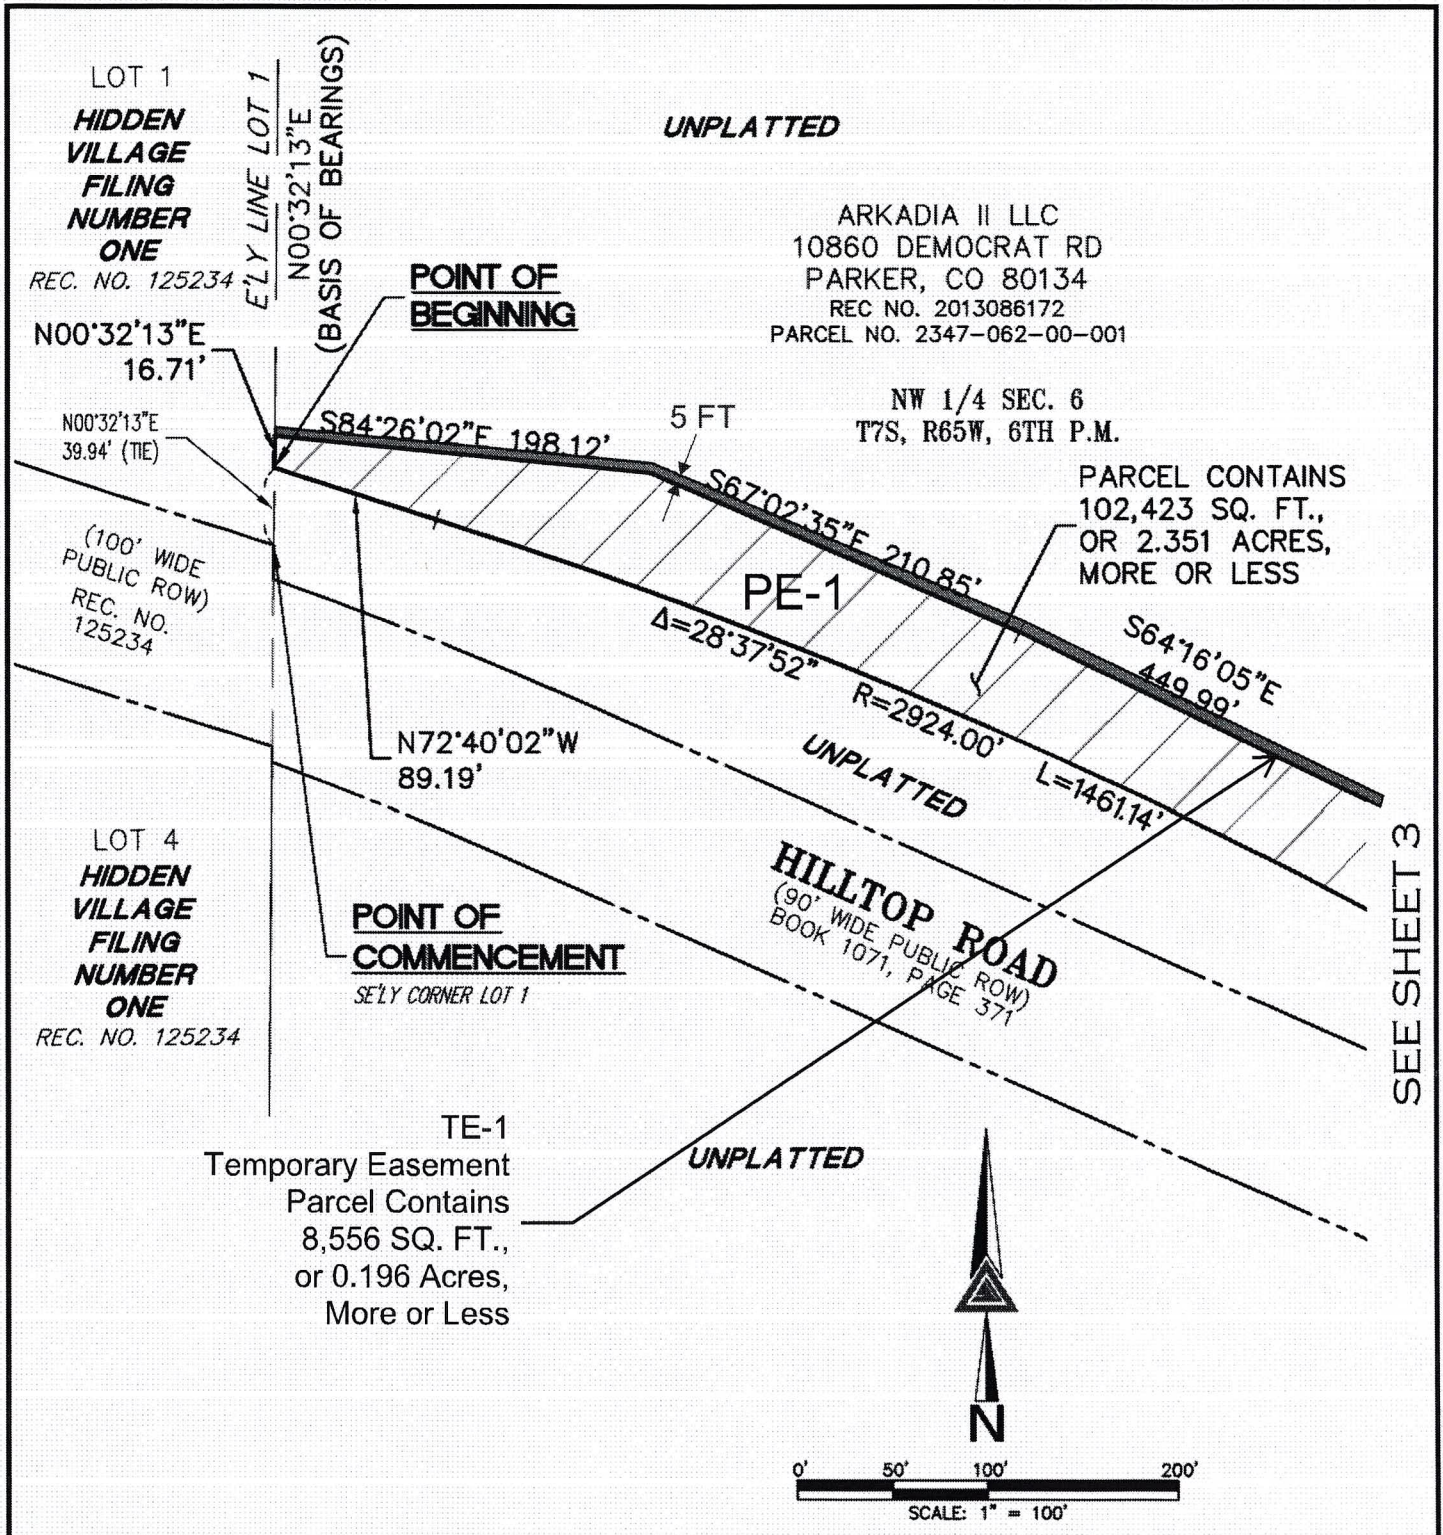 LOT 1
HIDDEN
VILLAGE
FILING
NUMBER
ONE
REC. NO. 125234
E'LY LINE LOT 1
N00°32'13"E
(BASIS OF BEARINGS)
UNPLATTED
ARKADIA II LLC
10860 DEMOCRAT RD
PARKER, CO 80134
REC NO. 2013086172
PARCEL NO. 2347-062-00-001
POINT OF
BEGINNING
N00°32'13"E
16.71'
N00°32'13"E
39.94' (TIE)
NW 1/4 SEC. 6
T7S, R65W, 6TH P.M.
S84°26'02"E 198.12'
5 FT
S67°02'35"E 210.85'
PARCEL CONTAINS
102,423 SQ. FT.,
OR 2.351 ACRES,
MORE OR LESS
(100' WIDE
PUBLIC ROW)
REC. NO.
125234
PE-1
S64°16'05"E
449.99'
Δ=28°37'52"
R=2924.00'
L=1461.14'
N72°40'02"W
89.19'
UNPLATTED
LOT 4
HIDDEN
VILLAGE
FILING
NUMBER
ONE
REC. NO. 125234
HILLTOP ROAD
(90' WIDE PUBLIC ROW)
BOOK 1071, PAGE 371
SEE SHEET 3
POINT OF
COMMENCEMENT
SE'LY CORNER LOT 1
TE-1
Temporary Easement
Parcel Contains
8,556 SQ. FT.,
or 0.196 Acres,
More or Less
UNPLATTED
N
0' 50' 100' 200'
SCALE: 1" = 100'